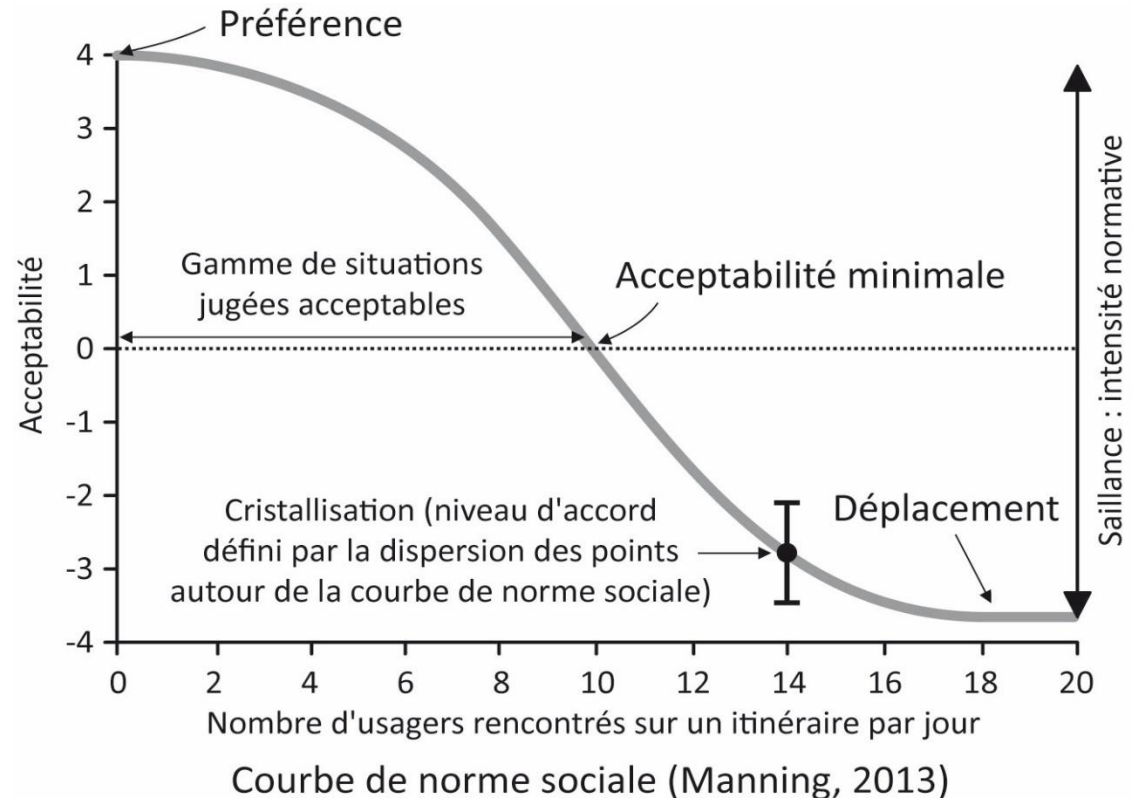 Préférence
4
3
2
1
0
-1
-2
-3
-4
Acceptabilité
Gamme de situations
jugées acceptables
Acceptabilité minimale
Cristallisation (niveau d'accord
défini par la dispersion des points
autour de la courbe de norme sociale)
Déplacement
Saillance : intensité normative
0 2 4 6 8 10 12 14 16 18 20
Nombre d'usagers rencontrés sur un itinéraire par jour
Courbe de norme sociale (Manning, 2013)